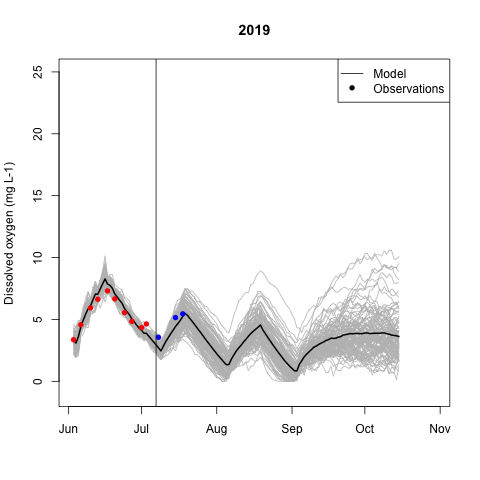 2019
Model
Observations
Dissolved oxygen (mg L-1)
25
20
15
10
5
0
Jun Jul Aug Sep Oct Nov